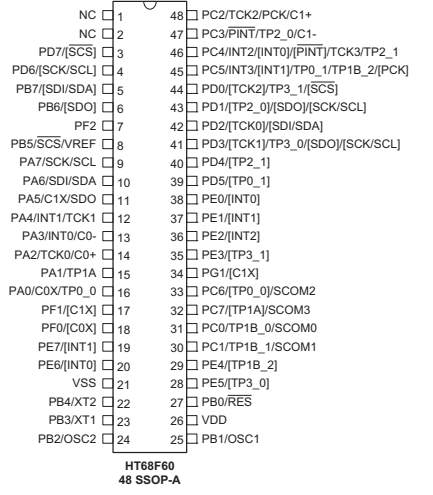 NC 1 48 PC2/TCK2/PCK/C1+
NC 2 47 PC3/PINT/TP2_0/C1-
PD7/[SCS] 3 46 PC4/INT2/[INT0]/[PINT]/TCK3/TP2_1
PD6/[SCK/SCL] 4 45 PC5/INT3/[INT1]/TP0_1/TP1B_2/[PCK]
PB7/[SDI/SDA] 5 44 PD0/[TCK2]/TP3_1/[SCS]
PB6/[SDO] 6 43 PD1/[TP2_0]/[SDO]/[SCK/SCL]
PF2 7 42 PD2/[TCK0]/[SDI/SDA]
PB5/SCS/VREF 8 41 PD3/[TCK1]/TP3_0/[SDO]/[SCK/SCL]
PA7/SCK/SCL 9 40 PD4/[TP2_1]
PA6/SDI/SDA 10 39 PD5/[TP0_1]
PA5/C1X/SDO 11 38 PE0/[INT0]
PA4/INT1/TCK1 12 37 PE1/[INT1]
PA3/INT0/C0- 13 36 PE2/[INT2]
PA2/TCK0/C0+ 14 35 PE3/[TP3_1]
PA1/TP1A 15 34 PG1/[C1X]
PA0/C0X/TP0_0 16 33 PC6/[TP0_0]/SCOM2
PF1/[C1X] 17 32 PC7/[TP1A]/SCOM3
PF0/[C0X] 18 31 PC0/TP1B_0/SCOM0
PE7/[INT1] 19 30 PC1/TP1B_1/SCOM1
PE6/[INT0] 20 29 PE4/[TP1B_2]
VSS 21 28 PE5/[TP3_0]
PB4/XT2 22 27 PB0/RES
PB3/XT1 23 26 VDD
PB2/OSC2 24 25 PB1/OSC1
HT68F60
48 SSOP-A